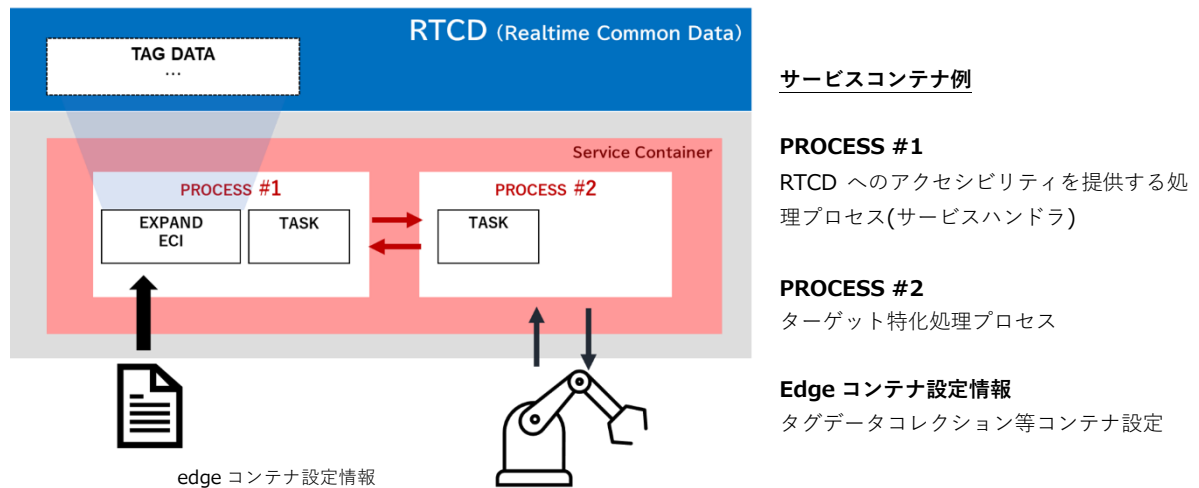 RTCD（Realtime Common Data）
TAG DATA
…
Service Container
PROCESS #1
EXPAND
ECI
TASK
PROCESS #2
TASK
edge コンテナ設定情報
サービスコンテナ例
PROCESS #1
RTCD へのアクセシビリティを提供する処
理プロセス(サービスハンドラ)
PROCESS #2
ターゲット特化処理プロセス
Edge コンテナ設定情報
タグデータコレクション等コンテナ設定